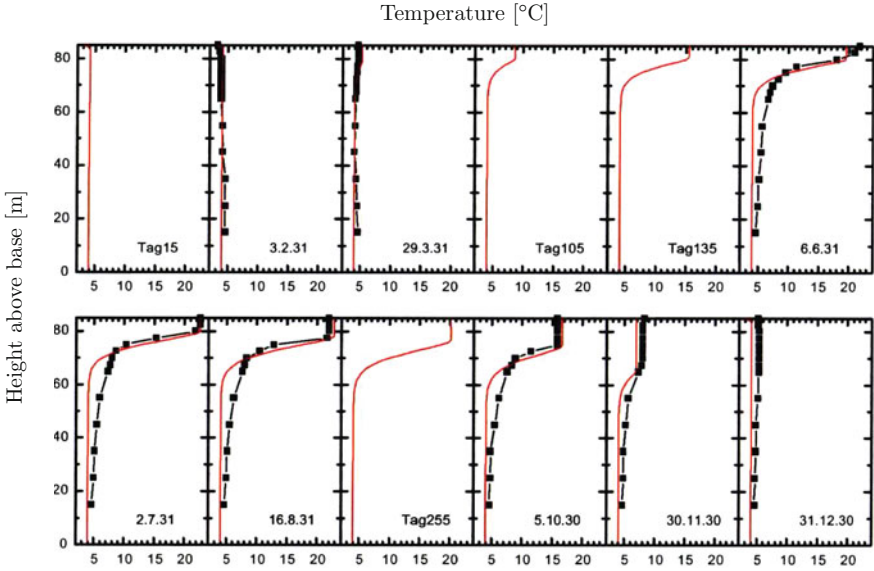 Temperature [°C]
Height above base [m]
80
60
40
20
0
Tag15 3.2.31 29.3.31 Tag105 Tag135 6.6.31
5 10 15 20 5 10 15 20 5 10 15 20 5 10 15 20 5 10 15 20 5 10 15 20
80
60
40
20
0
2.7.31 16.8.31 Tag255 5.10.30 30.11.30 31.12.30
5 10 15 20 5 10 15 20 5 10 15 20 5 10 15 20 5 10 15 20 5 10 15 20